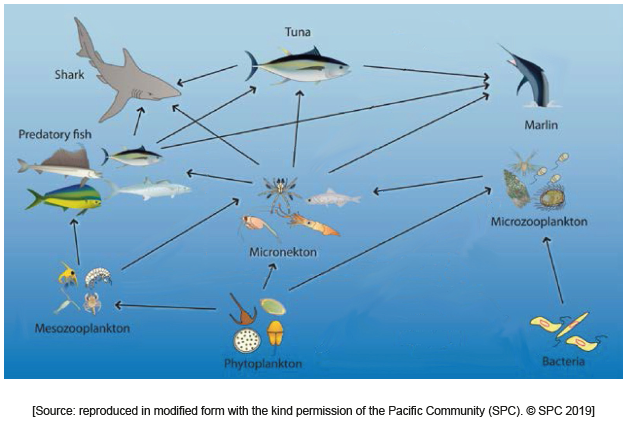 Tuna
Shark
Marlin
Predatory fish
Microzooplankton
Micronekton
Mesozooplankton
Phytoplankton
Bacteria
[Source: reproduced in modified form with the kind permission of the Pacific Community (SPC). © SPC 2019]